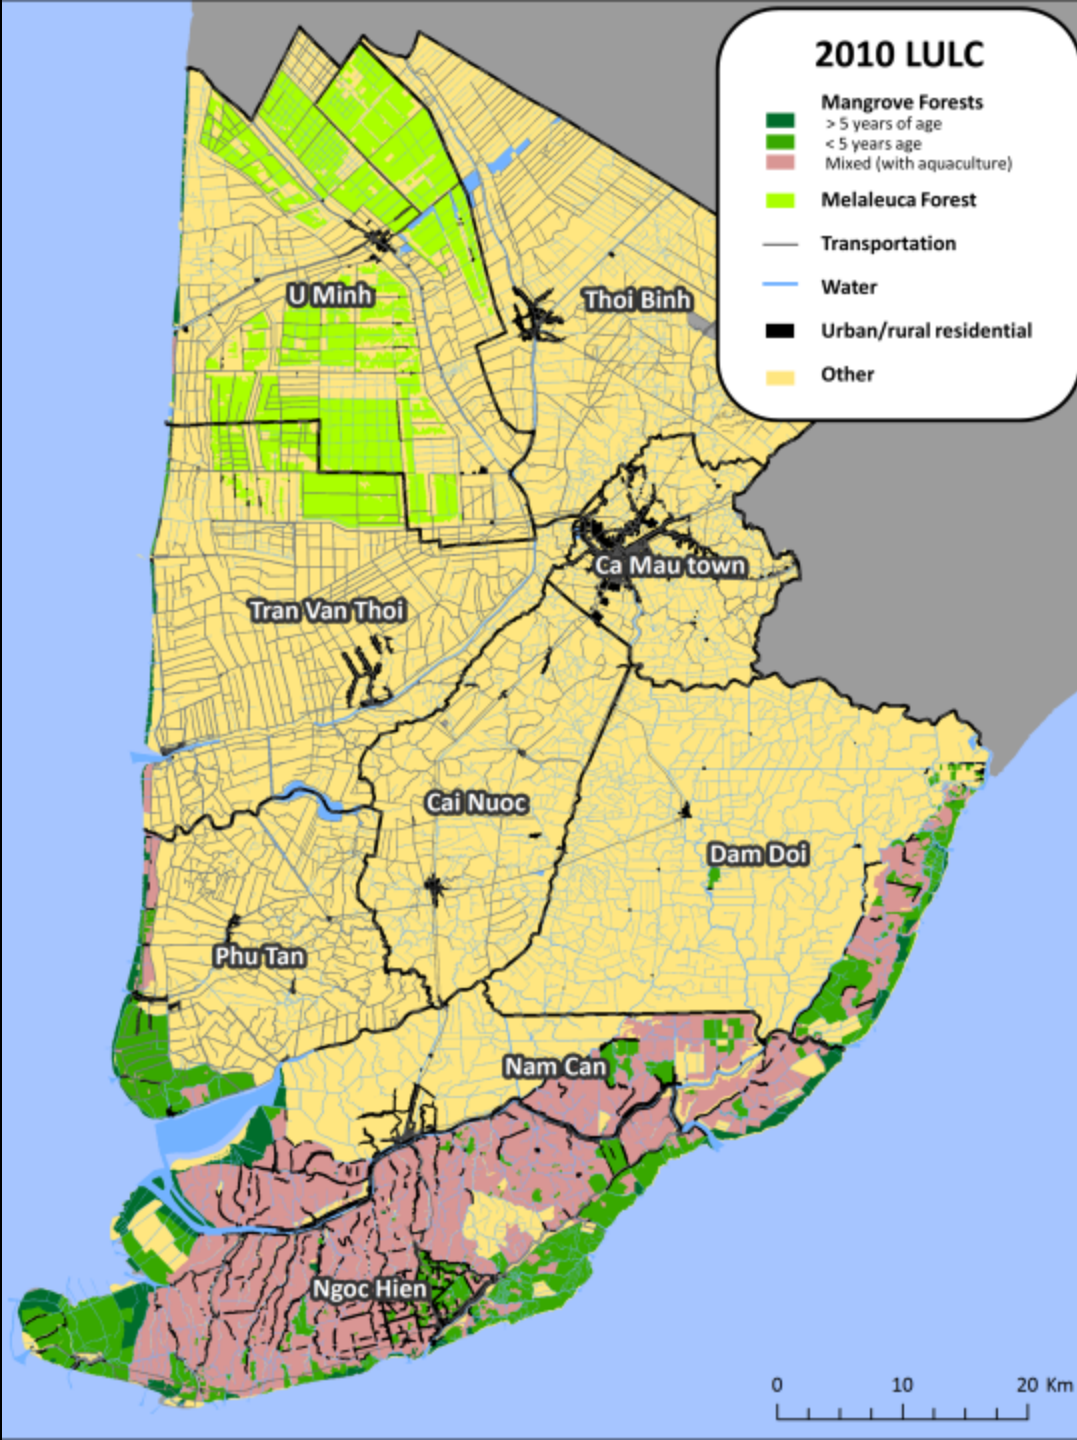 2010 LULC
Mangrove Forests
> 5 years of age
< 5 years age
Mixed (with aquaculture)
Melaleuca Forest
Transportation
Water
Urban/rural residential
Other
U Minh
Thoi Binh
Ca Mau town
Tran Van Thoi
Cai Nuoc
Dam Doi
Phu Tan
Nam Can
Ngoc Hien
0 10 20 Km